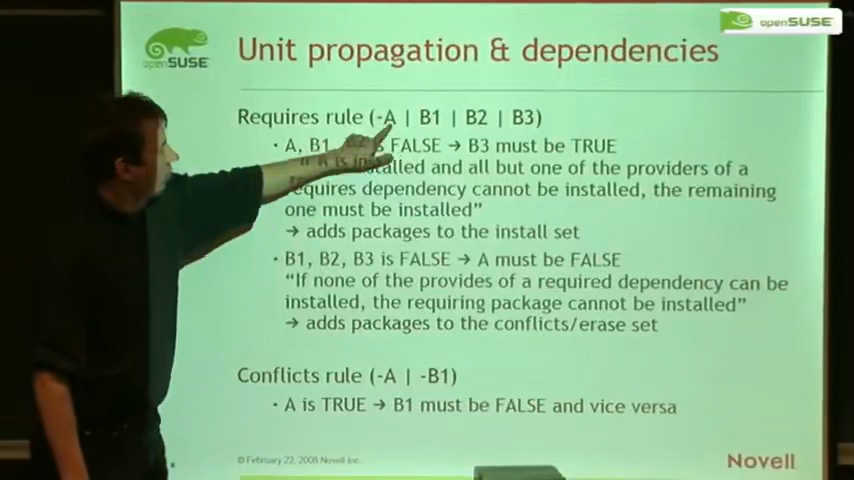 openSUSE
openSUSE
Unit propagation & dependencies
Requires rule (-A | B1 | B2 | B3)
· A, B1, B2 is FALSE → B3 must be TRUE
"If A is installed and all but one of the providers of a
requires dependency cannot be installed, the remaining
one must be installed"
→ adds packages to the install set
· B1, B2, B3 is FALSE → A must be FALSE
"If none of the provides of a required dependency can be
installed, the requiring package cannot be installed"
→ adds packages to the conflicts/erase set
Conflicts rule (-A | -B1)
· A is TRUE → B1 must be FALSE and vice versa
© February 22, 2008 Novell Inc.
Novell